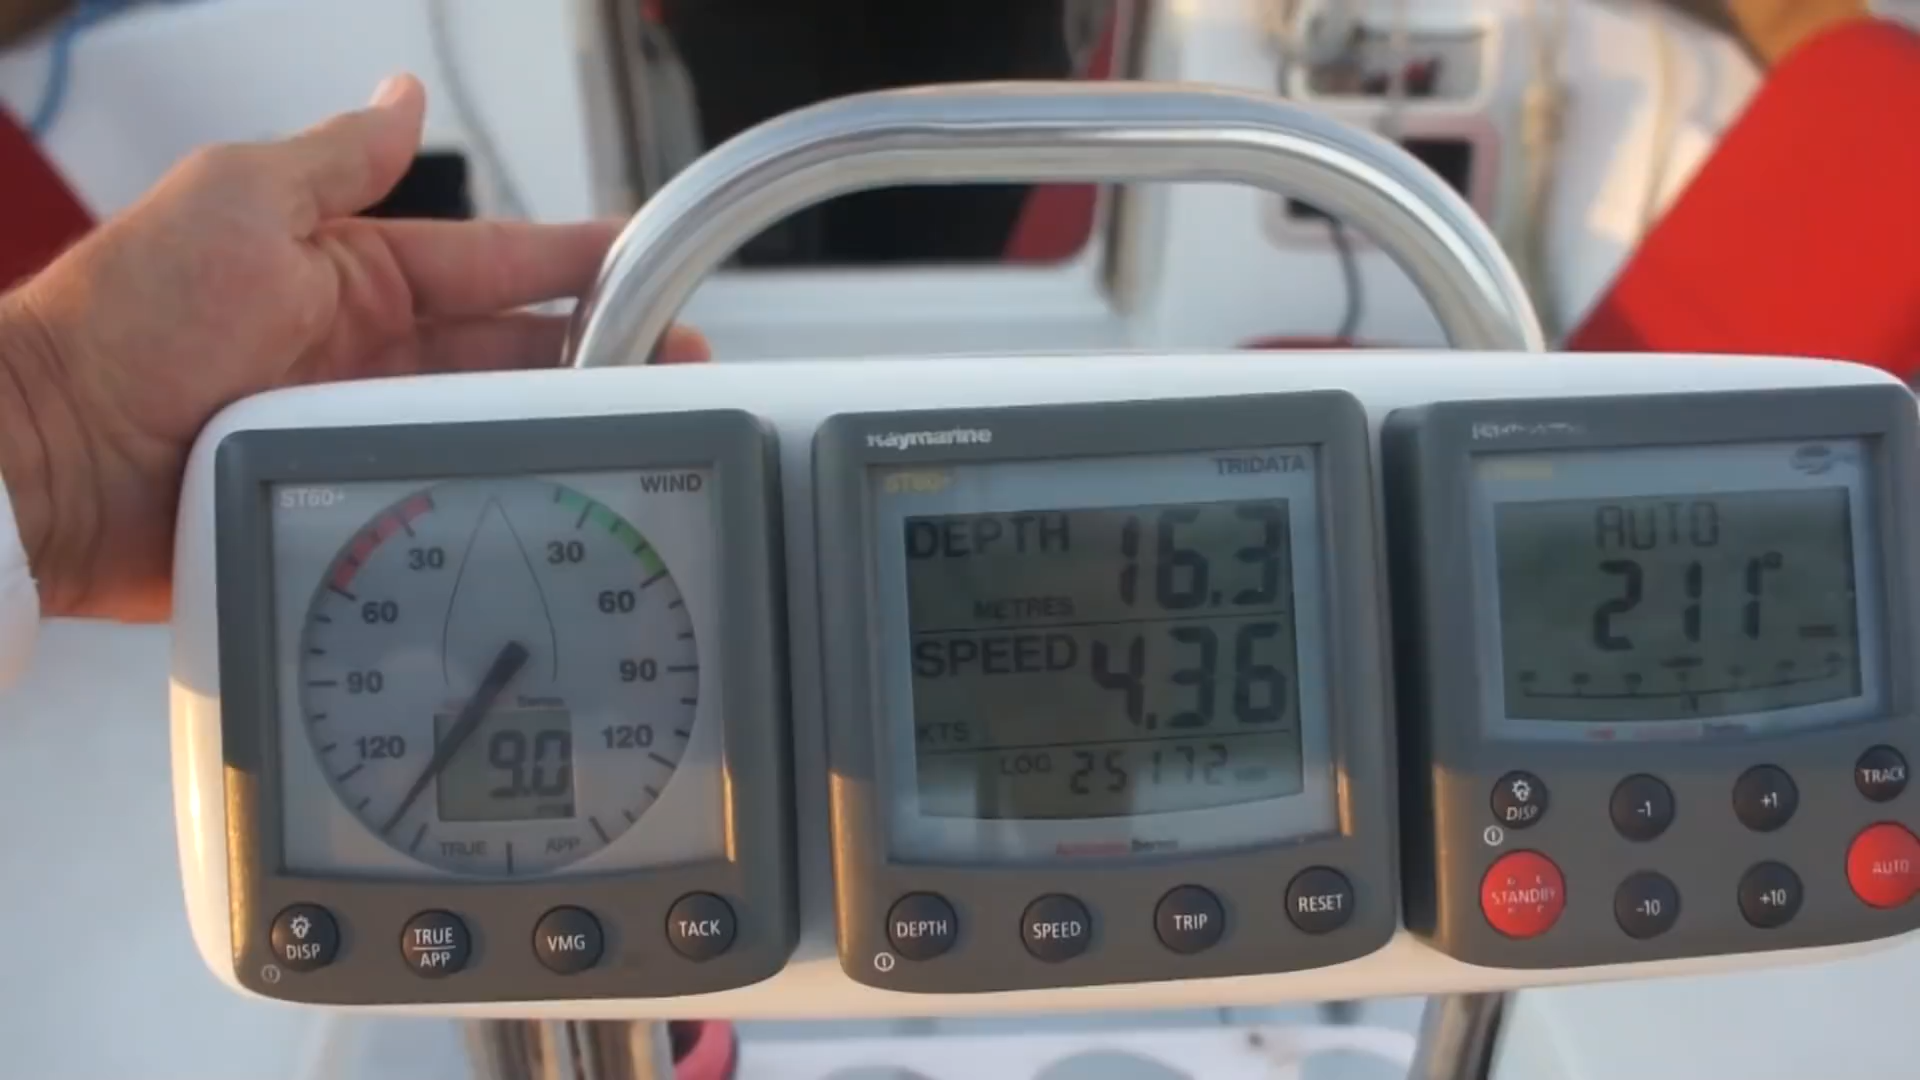 ST60+ WIND
30 30
60 60
90 90
120 120
9.0
TRUE APP
DISP
TRUE
APP
VMG
TACK
Raymarine
ST60+ TRIDATA
DEPTH 16.3
METRES
SPEED 4.36
KTS
LOG 25172
DEPTH
SPEED
TRIP
RESET
AUTO
211°
DISP
-1
+1
TRACK
STANDBY
-10
+10
AUTO